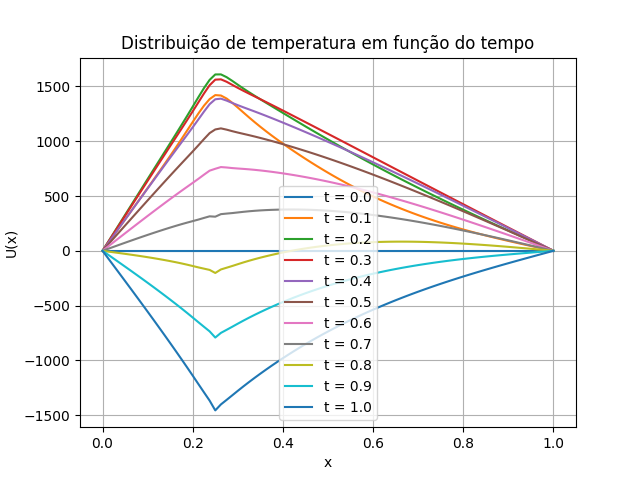 Distribuição de temperatura em função do tempo
1500
1000
500
0
−500
−1000
−1500
U(x)
t = 0.0
t = 0.1
t = 0.2
t = 0.3
t = 0.4
t = 0.5
t = 0.6
t = 0.7
t = 0.8
t = 0.9
t = 1.0
0.0 0.2 0.4 0.6 0.8 1.0
x